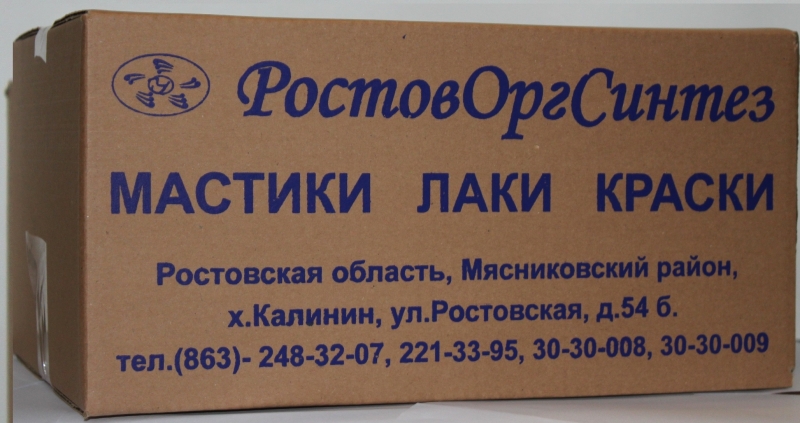 РостовОргСинтез
МАСТИКИ ЛАКИ КРАСКИ
Ростовская область, Мясниковский район,
х.Калинин, ул.Ростовская, д.54 б.
тел.(863)- 248-32-07, 221-33-95, 30-30-008, 30-30-009